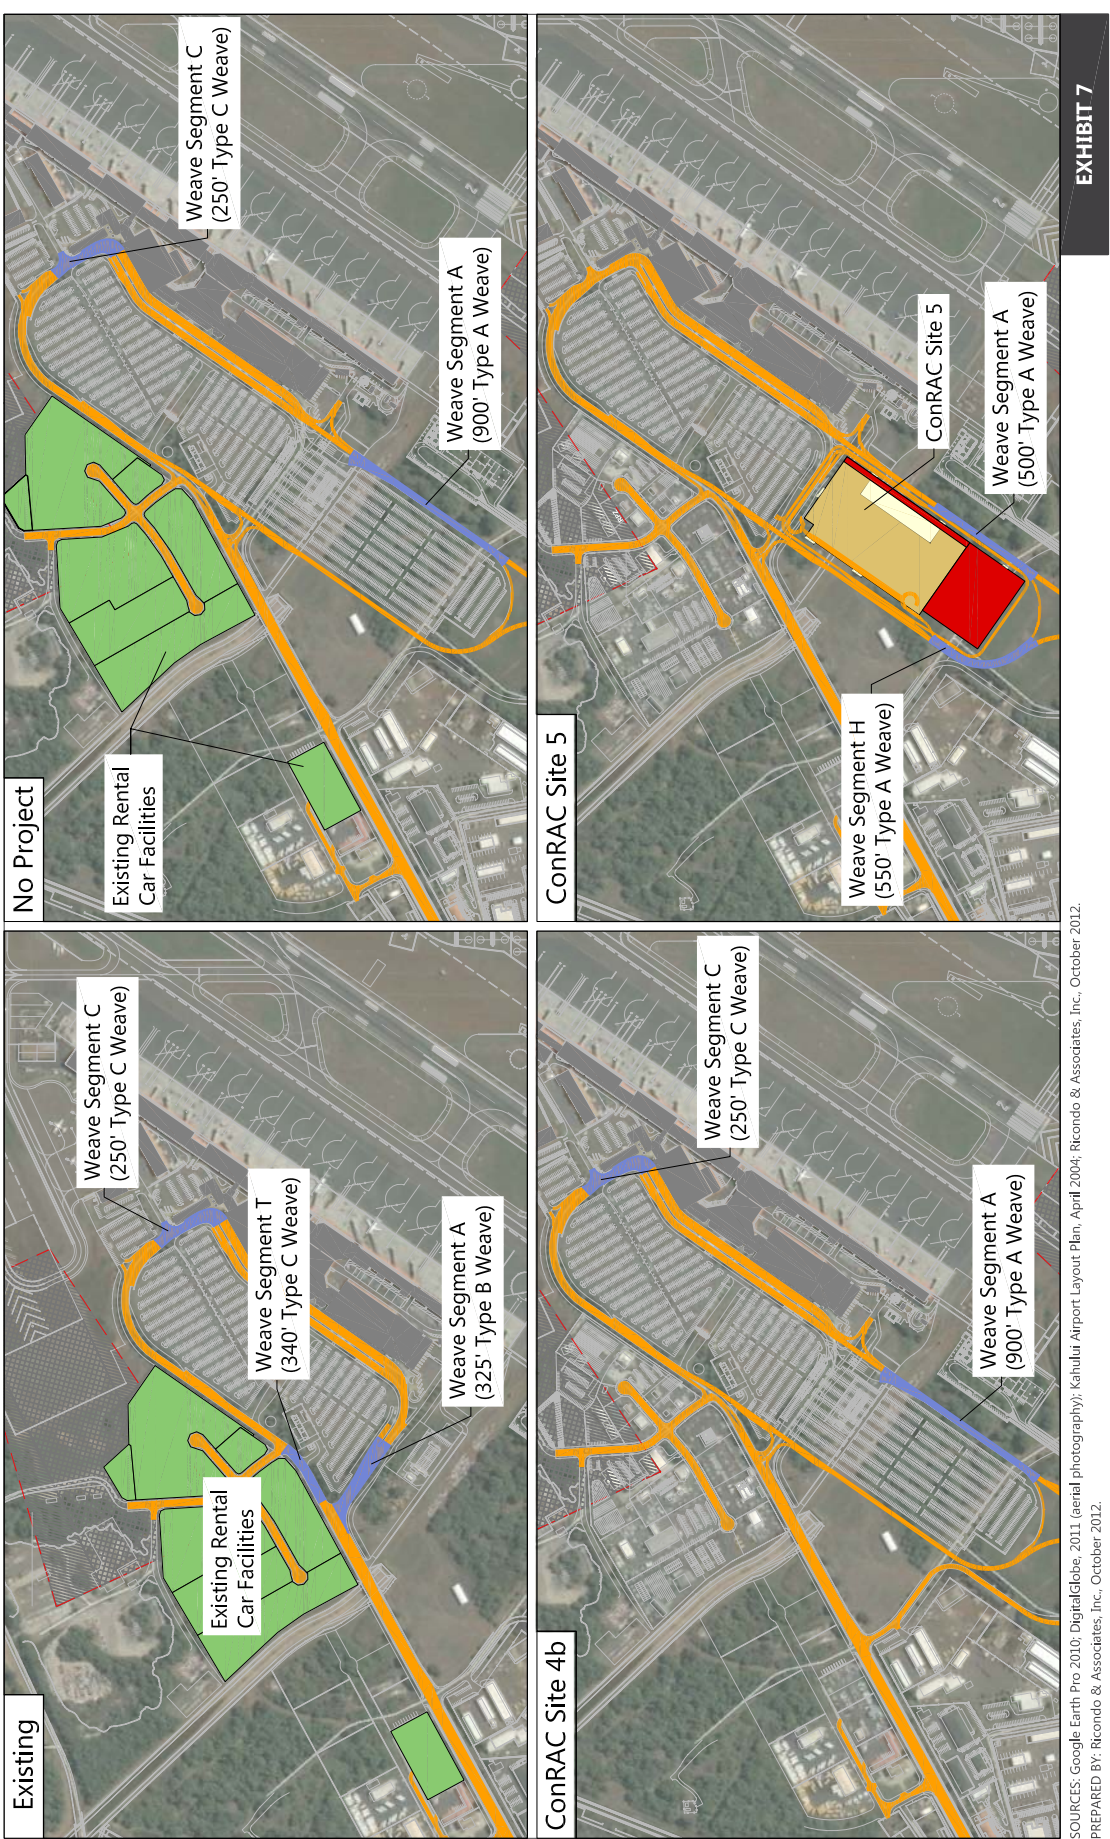 Existing
Weave Segment C
(250' Type C Weave)
Weave Segment T
(340' Type C Weave)
Weave Segment A
(325' Type B Weave)
Existing Rental
Car Facilities
No Project
Weave Segment C
(250' Type C Weave)
Weave Segment A
(900' Type A Weave)
Existing Rental
Car Facilities
ConRAC Site 4b
Weave Segment C
(250' Type C Weave)
Weave Segment A
(900' Type A Weave)
ConRAC Site 5
ConRAC Site 5
Weave Segment A
(500' Type A Weave)
Weave Segment H
(550' Type A Weave)
SOURCES: Google Earth Pro 2010; DigitalGlobe, 2011 (aerial photography); Kahului Airport Layout Plan, April 2004; Ricondo & Associates, Inc., October 2012.
PREPARED BY: Ricondo & Associates, Inc., October 2012.
EXHIBIT 7